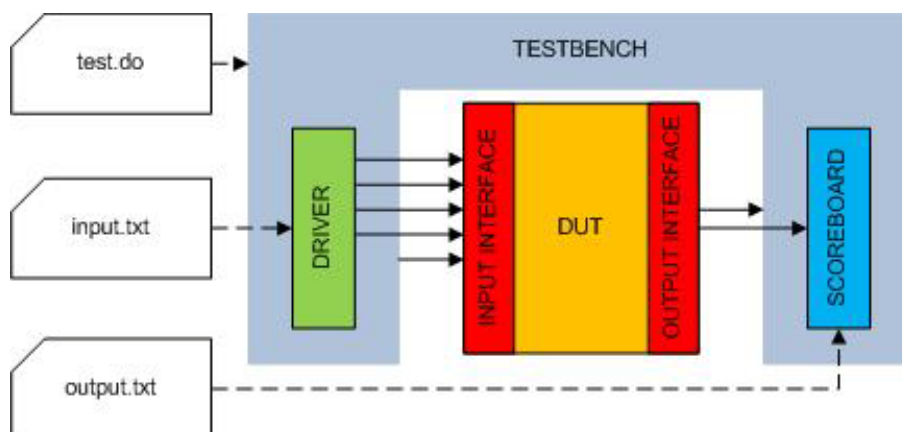 test.do
TESTBENCH
input.txt
DRIVER
INPUT INTERFACE
DUT
OUTPUT INTERFACE
SCOREBOARD
output.txt